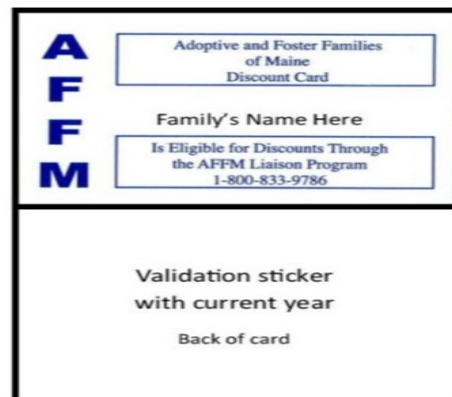 AFFM
Adoptive and Foster Families
of Maine
Discount Card
Family's Name Here
Is Eligible for Discounts Through
the AFFM Liaison Program
1-800-833-9786
Validation sticker
with current year
Back of card